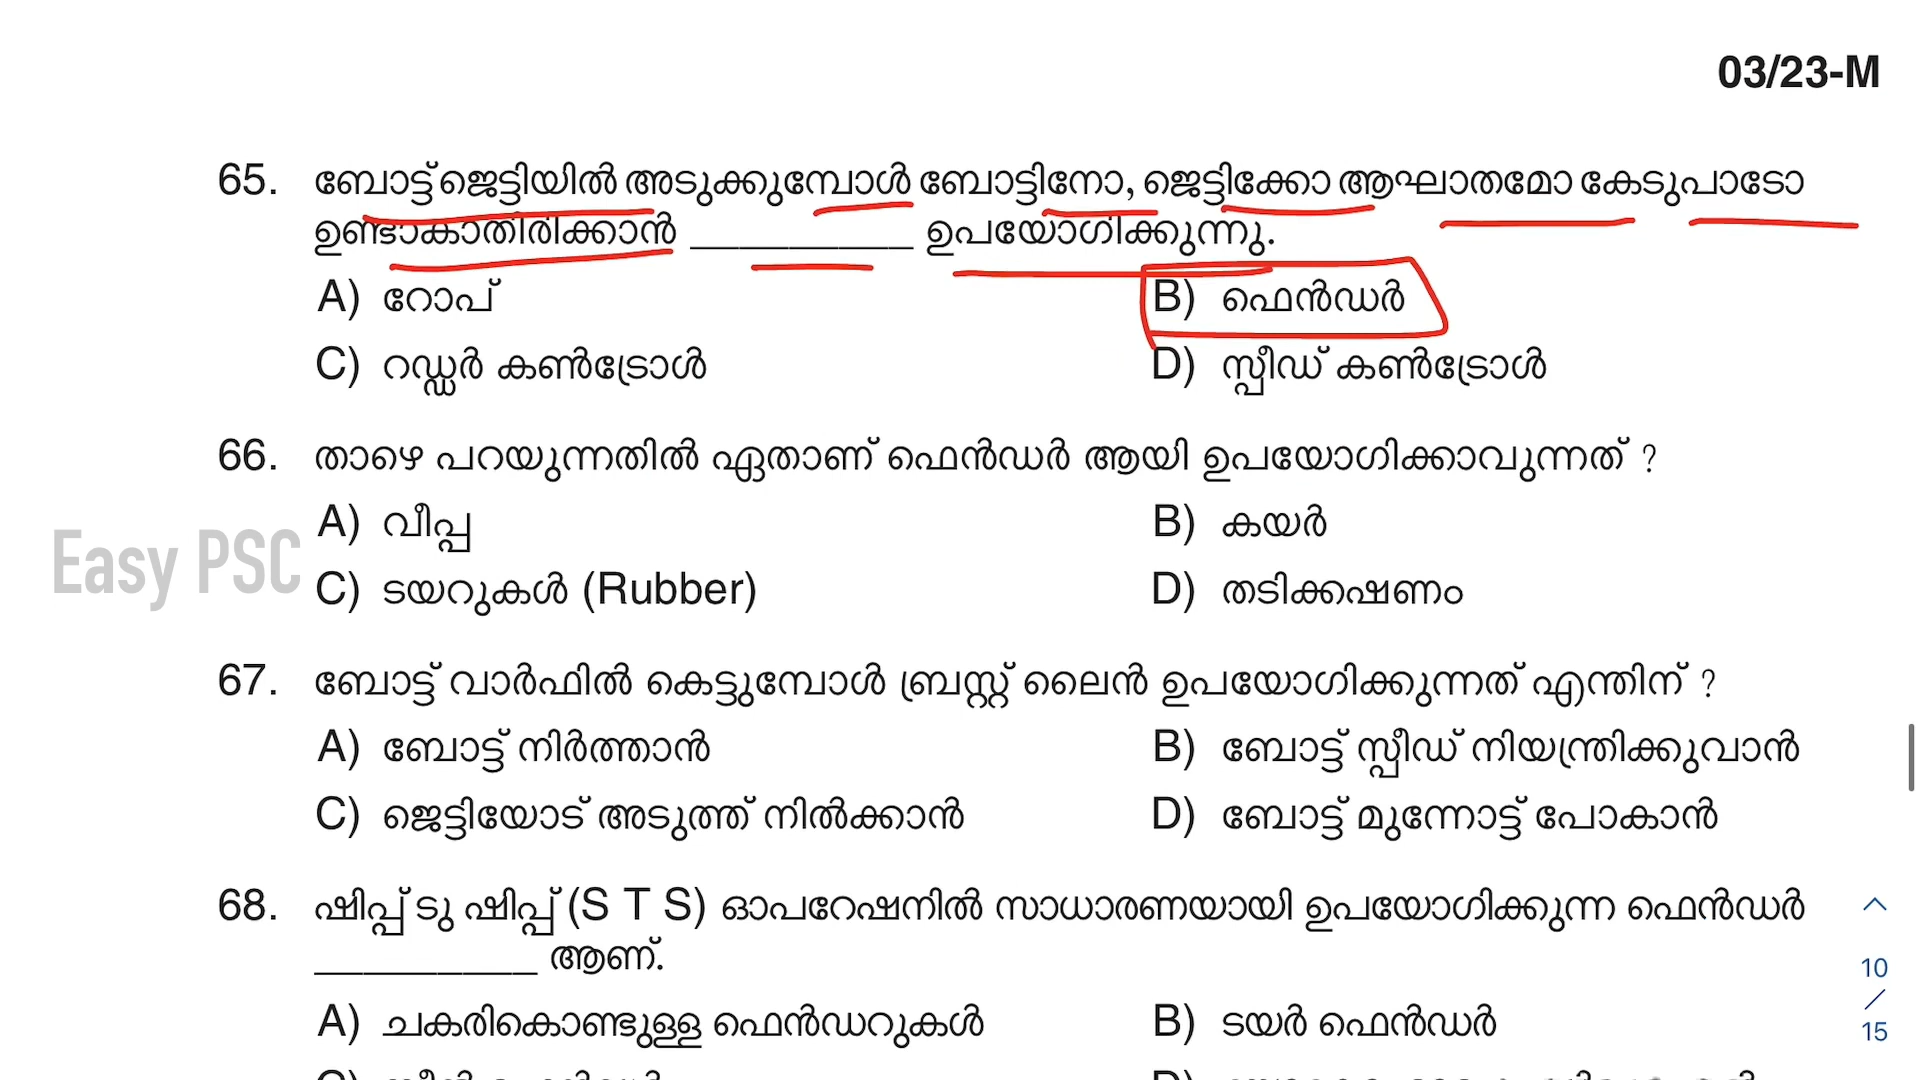 03/23-M
65. ബോട്ട് ജെട്ടിയിൽ അടുക്കുമ്പോൾ ബോട്ടിനോ, ജെട്ടിക്കോ ആഘാതമോ കേടുപാടോ
ഉണ്ടാകാതിരിക്കാൻ __________ ഉപയോഗിക്കുന്നു.
A) റോപ് B) ഫെൻഡർ
C) റഡ്ഡർ കൺട്രോൾ D) സ്പീഡ് കൺട്രോൾ
66. താഴെ പറയുന്നതിൽ ഏതാണ് ഫെൻഡർ ആയി ഉപയോഗിക്കാവുന്നത് ?
A) വീപ്പ B) കയർ
Easy PSC
C) ടയറുകൾ (Rubber) D) തടിക്കഷണം
67. ബോട്ട് വാർഫിൽ കെട്ടുമ്പോൾ ബ്രസ്റ്റ് ലൈൻ ഉപയോഗിക്കുന്നത് എന്തിന് ?
A) ബോട്ട് നിർത്താൻ B) ബോട്ട് സ്പീഡ് നിയന്ത്രിക്കുവാൻ
C) ജെട്ടിയോട് അടുത്ത് നിൽക്കാൻ D) ബോട്ട് മുന്നോട്ട് പോകാൻ
68. ഷിപ്പ് ടു ഷിപ്പ് (S T S) ഓപറേഷനിൽ സാധാരണയായി ഉപയോഗിക്കുന്ന ഫെൻഡർ
__________ ആണ്.
10
/
15
A) ചകരികൊണ്ടുള്ള ഫെൻഡറുകൾ B) ടയർ ഫെൻഡർ